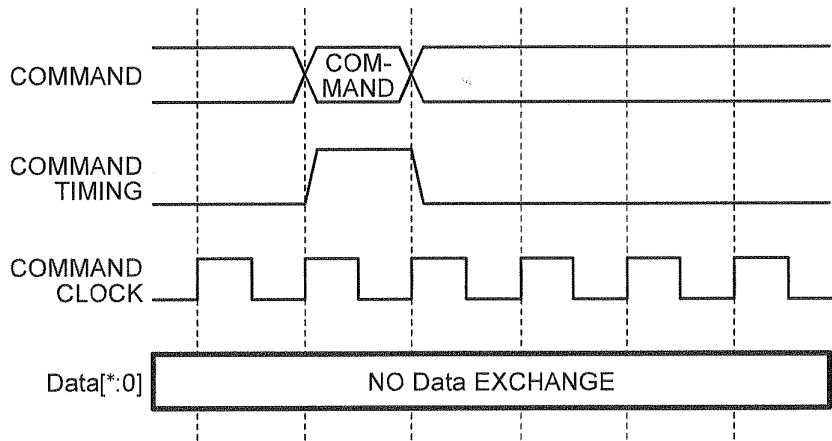 COMMAND
COM-
MAND
COMMAND
TIMING
COMMAND
CLOCK
Data[*:0]
NO Data EXCHANGE